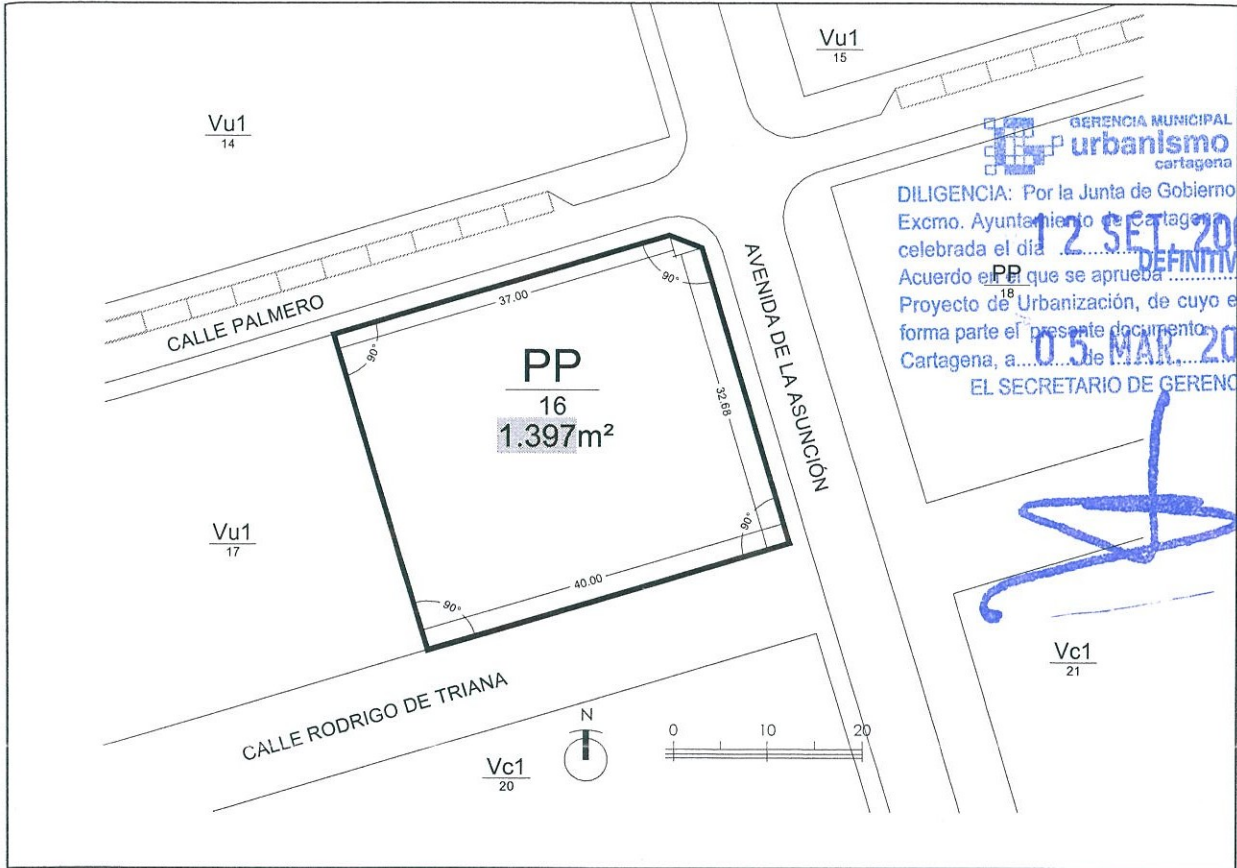 Vu1
14
Vu1
15
GERENCIA MUNICIPAL
urbanismo
cartagena
DILIGENCIA: Por la Junta de Gobierno
Excmo. Ayuntamiento de Cartagena
celebrada el día 12 SET. 200
Acuerdo en el que se aprueba DEFINITIV
Proyecto de Urbanización, de cuyo e
forma parte el presente documento
Cartagena, a 05 de MAR. 20
EL SECRETARIO DE GERENC
PP
18
CALLE PALMERO
AVENIDA DE LA ASUNCIÓN
90°
37.00
90°
PP
16
1.397m²
32.68
Vu1
17
90°
40.00
90°
CALLE RODRIGO DE TRIANA
Vc1
21
Vc1
20
N
0 10 20